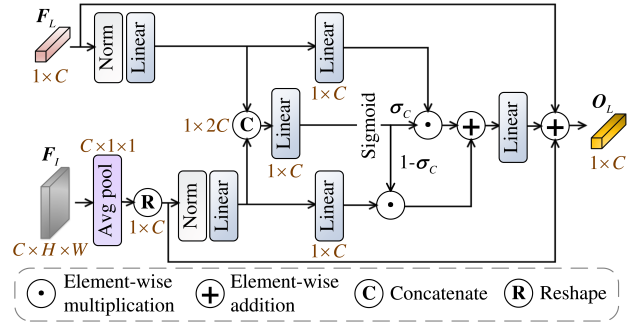 F_L
O_L
Norm
Linear
Linear
1×C
1×C
1×2C
C
Linear
Sigmoid
σ_C
Linear
1×C
1-σ_C
1×C
C×1×1
F_I
Avg pool
R
1×C
Norm
Linear
Linear
1×C
C×H×W
Element-wise multiplication
Element-wise addition
C Concatenate
R Reshape